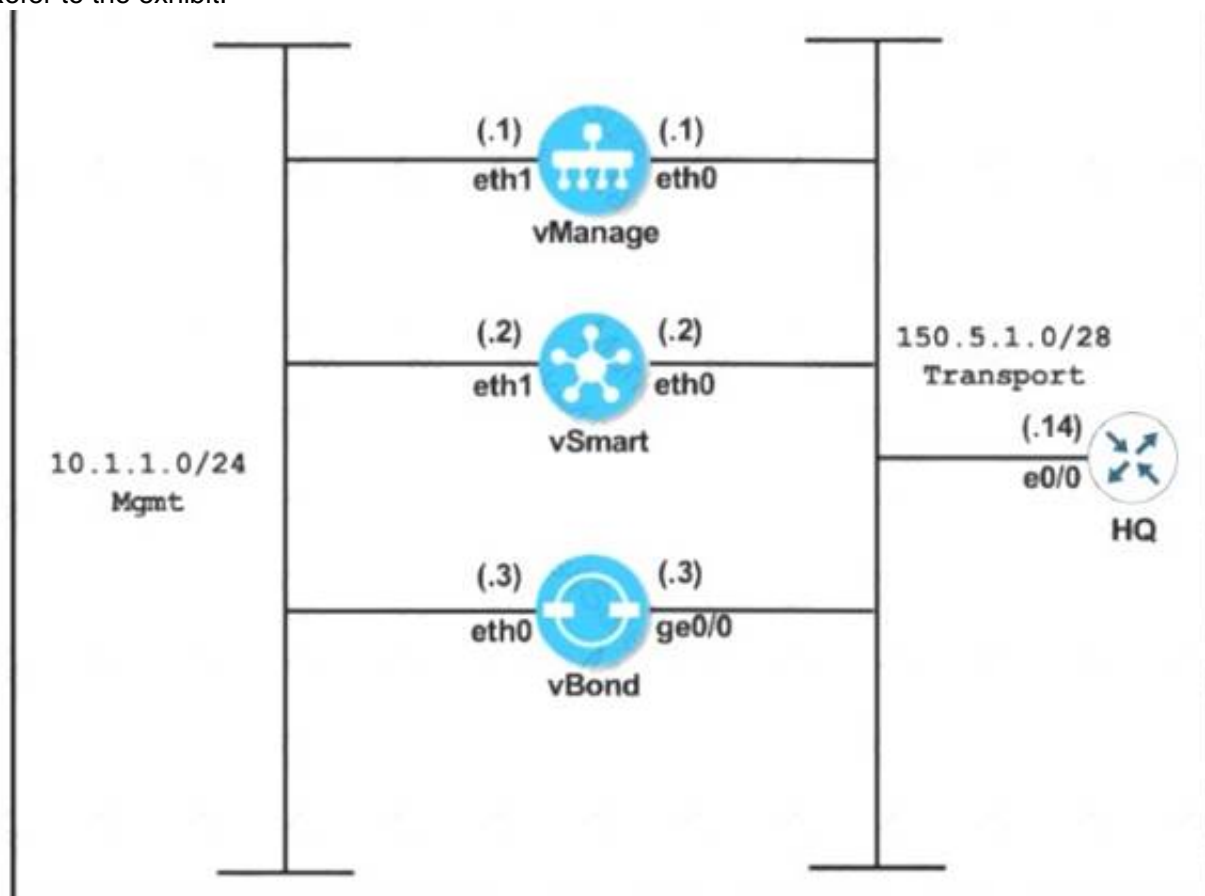 Refer to the exhibit.
(.1) (.1)
eth1 eth0
vManage
(.2) (.2)
eth1 eth0
vSmart
150.5.1.0/28
Transport
(.14)
e0/0
HQ
10.1.1.0/24
Mgmt
(.3) (.3)
eth0 ge0/0
vBond